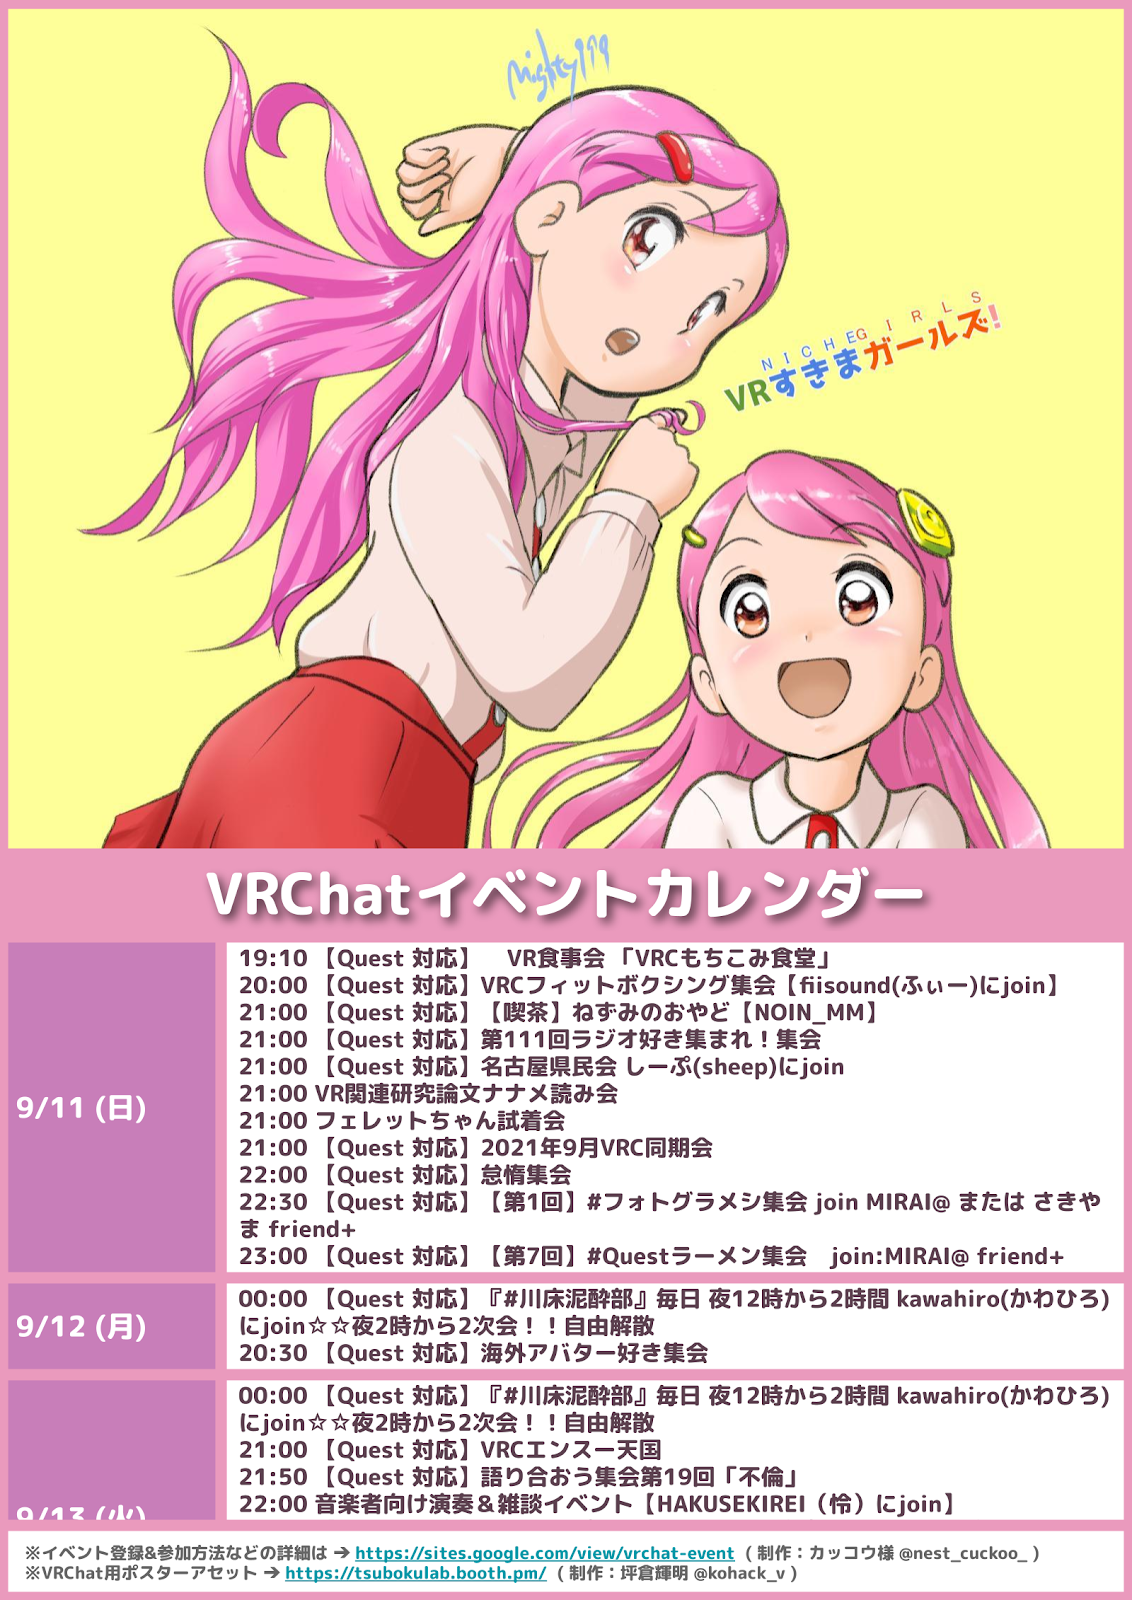 mighty199
NICHE GIRLS
VRすきまガールズ!
VRChatイベントカレンダー
9/11 (日)
19:10 【Quest 対応】　VR食事会 「VRCもちこみ食堂」
20:00 【Quest 対応】VRCフィットボクシング集会【fiisound(ふぃー)にjoin】
21:00 【Quest 対応】【喫茶】ねずみのおやど【NOIN_MM】
21:00 【Quest 対応】第111回ラジオ好き集まれ！集会
21:00 【Quest 対応】名古屋県民会 しーぷ(sheep)にjoin
21:00 VR関連研究論文ナナメ読み会
21:00 フェレットちゃん試着会
21:00 【Quest 対応】2021年9月VRC同期会
22:00 【Quest 対応】怠惰集会
22:30 【Quest 対応】【第1回】#フォトグラメシ集会 join MIRAI@ または さきや
ま friend+
23:00 【Quest 対応】【第7回】#Questラーメン集会　join:MIRAI@ friend+
9/12 (月)
00:00 【Quest 対応】『#川床泥酔部』毎日 夜12時から2時間 kawahiro(かわひろ)
にjoin☆☆夜2時から2次会！！自由解散
20:30 【Quest 対応】海外アバター好き集会
9/13 (火)
00:00 【Quest 対応】『#川床泥酔部』毎日 夜12時から2時間 kawahiro(かわひろ)
にjoin☆☆夜2時から2次会！！自由解散
21:00 【Quest 対応】VRCエンスー天国
21:50 【Quest 対応】語り合おう集会第19回「不倫」
22:00 音楽者向け演奏＆雑談イベント【HAKUSEKIREI（怜）にjoin】
※イベント登録&参加方法などの詳細は ➔ https://sites.google.com/view/vrchat-event ( 制作：カッコウ様 @nest_cuckoo_ )
※VRChat用ポスターアセット ➔ https://tsubokulab.booth.pm/ ( 制作：坪倉輝明 @kohack_v )